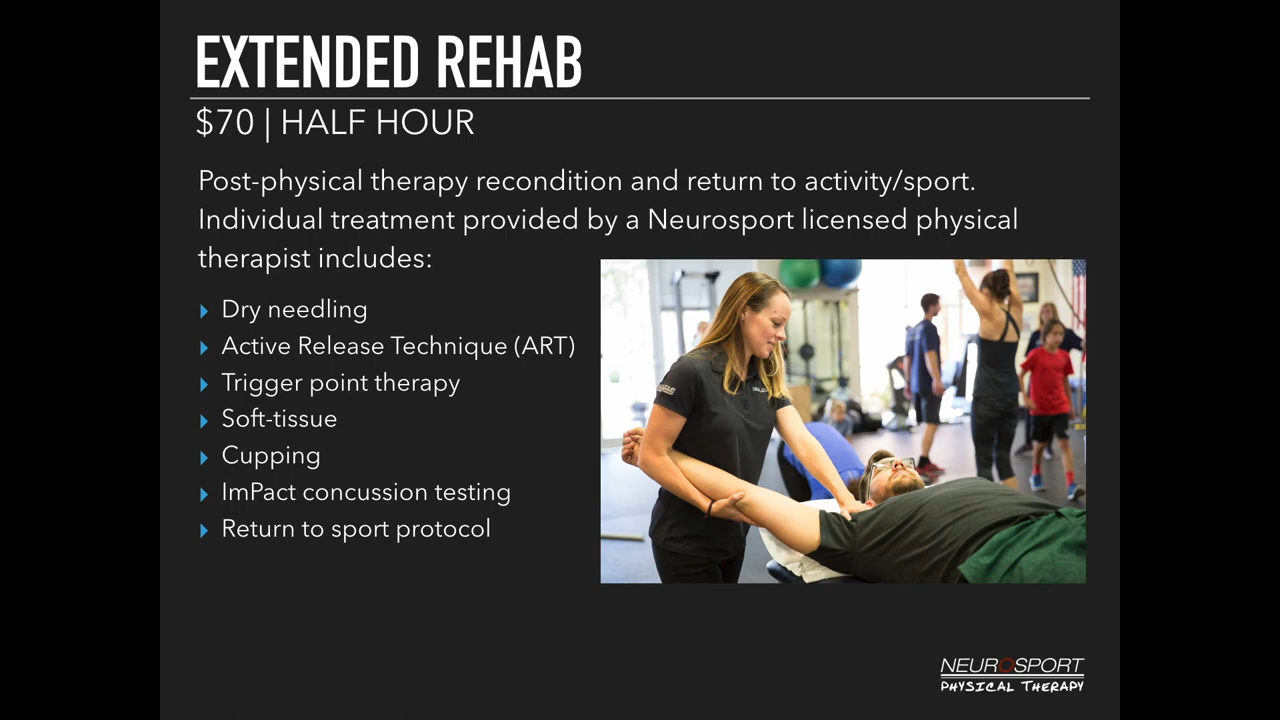 EXTENDED REHAB
$70 | HALF HOUR
Post-physical therapy recondition and return to activity/sport.
Individual treatment provided by a Neurosport licensed physical
therapist includes:
Dry needling
Active Release Technique (ART)
Trigger point therapy
Soft-tissue
Cupping
ImPact concussion testing
Return to sport protocol
NEUROSPORT
PHYSICAL THERAPY